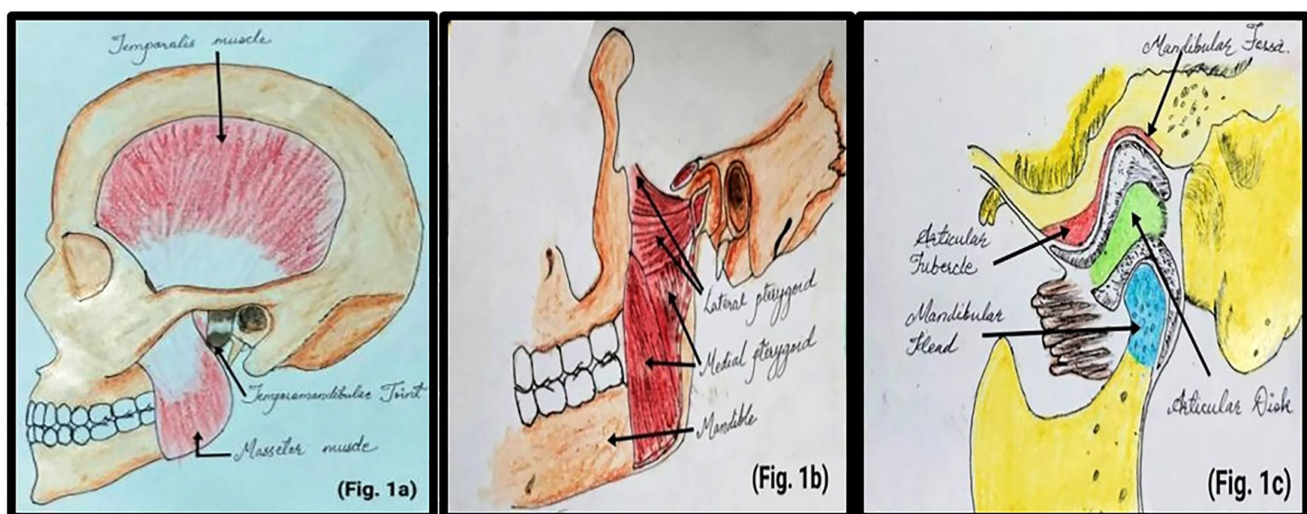 Temporalis muscle
Temporomandibular Joint
Masseter muscle
(Fig. 1a)
Lateral pterygoid
Medial pterygoid
Mandible
(Fig. 1b)
Mandibular Fossa.
Articular
Tubercle
Mandibular
Head
Articular Disk
(Fig. 1c)